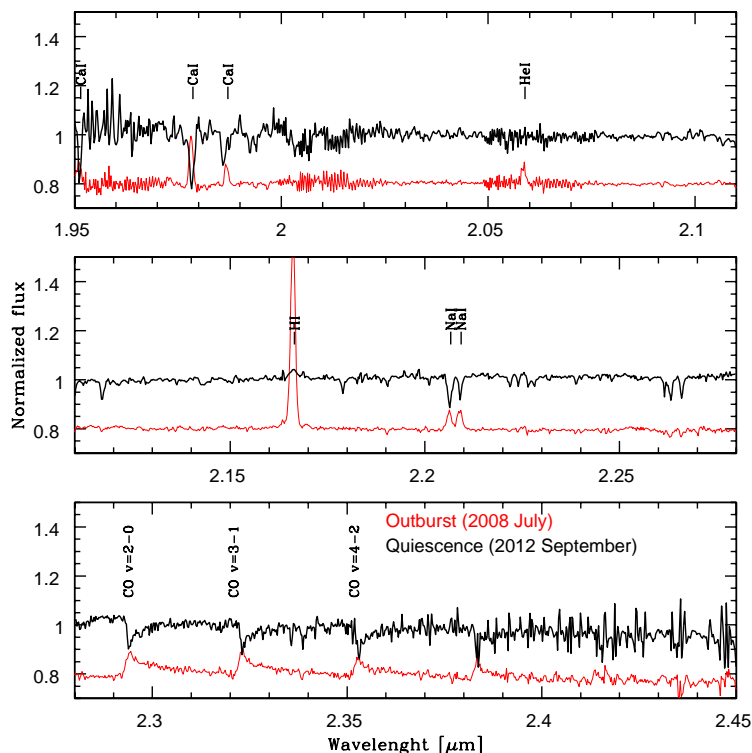 1.4
1.2
1
0.8
CaI
CaI
CaI
HeI
1.95
2
2.05
2.1
Normalized flux
1.4
1.2
1
0.8
HI
NaI
NaI
2.15
2.2
2.25
1.4
1.2
1
0.8
CO v=2-0
CO v=3-1
CO v=4-2
Outburst (2008 July)
Quiescence (2012 September)
2.3
2.35
2.4
2.45
Wavelenght [μm]